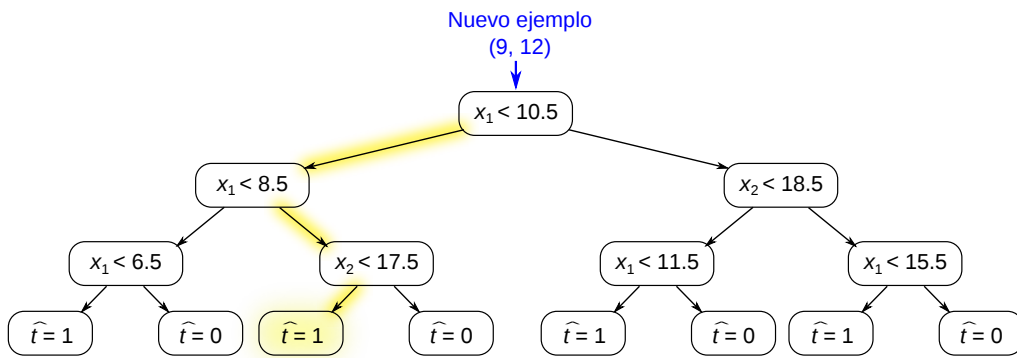 Nuevo ejemplo
(9, 12)
x₁ < 10.5
x₁ < 8.5
x₂ < 18.5
x₁ < 6.5
x₂ < 17.5
x₁ < 11.5
x₁ < 15.5
t̂ = 1
t̂ = 0
t̂ = 1
t̂ = 0
t̂ = 1
t̂ = 0
t̂ = 1
t̂ = 0